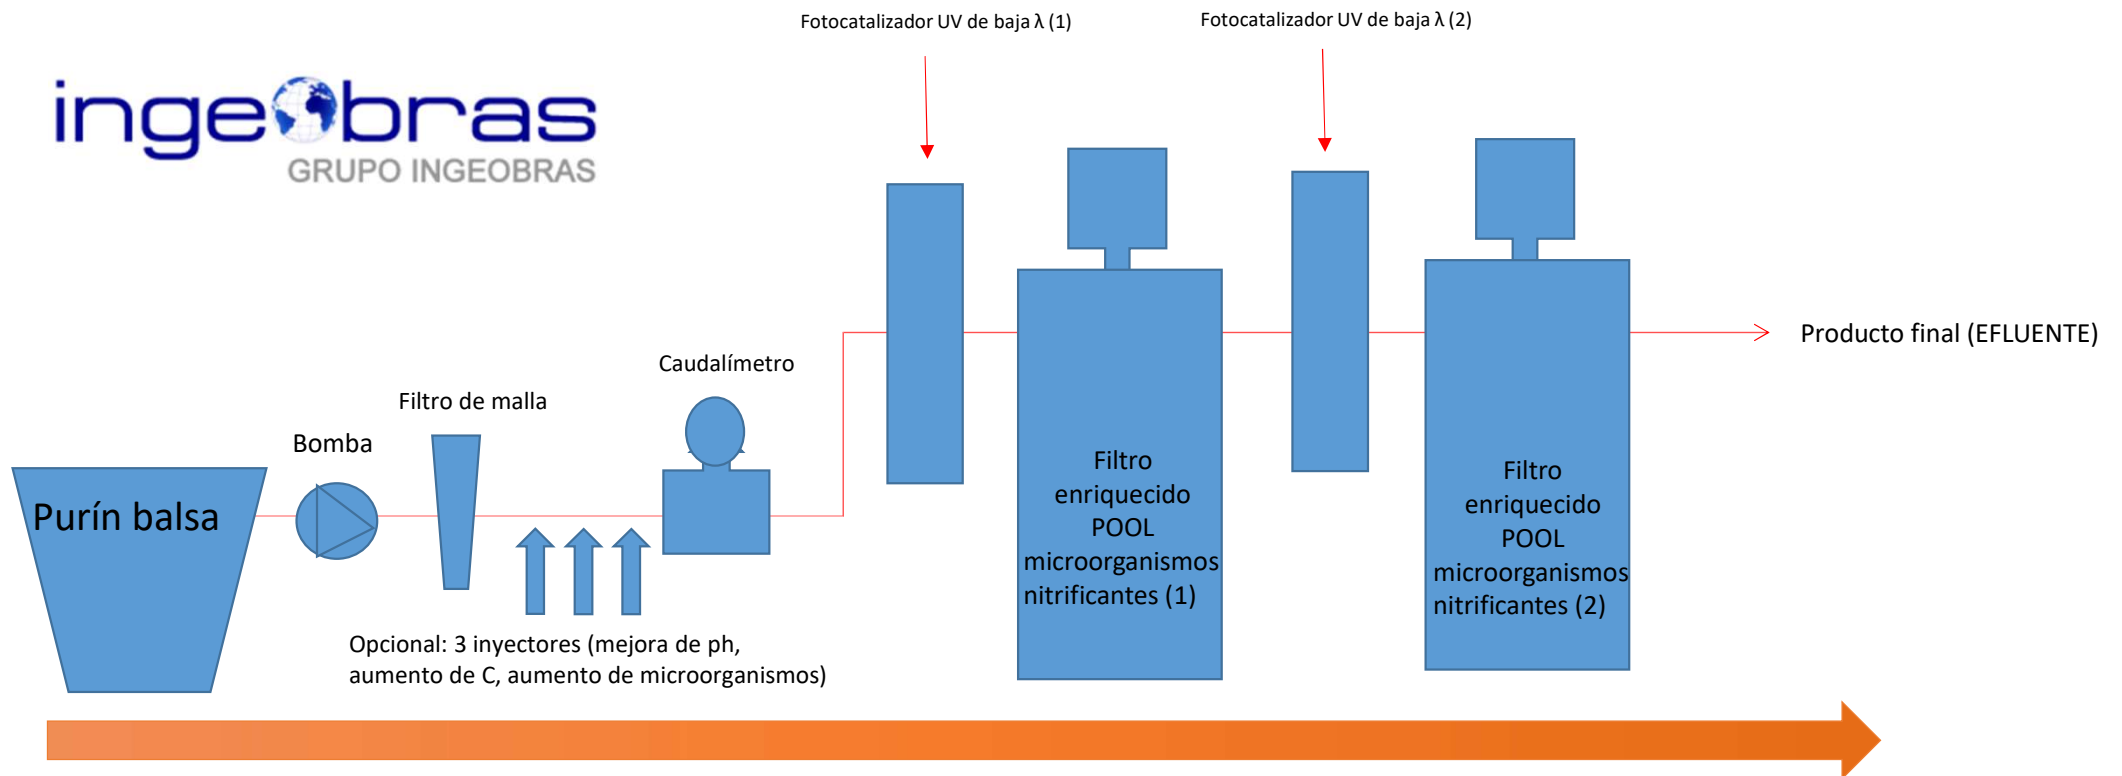 Fotocatalizador UV de baja λ (1)
Fotocatalizador UV de baja λ (2)
ingeobras
GRUPO INGEOBRAS
Producto final (EFLUENTE)
Caudalímetro
Filtro de malla
Bomba
Purín balsa
Filtro
enriquecido
POOL
microorganismos
nitrificantes (1)
Filtro
enriquecido
POOL
microorganismos
nitrificantes (2)
Opcional: 3 inyectores (mejora de ph,
aumento de C, aumento de microorganismos)